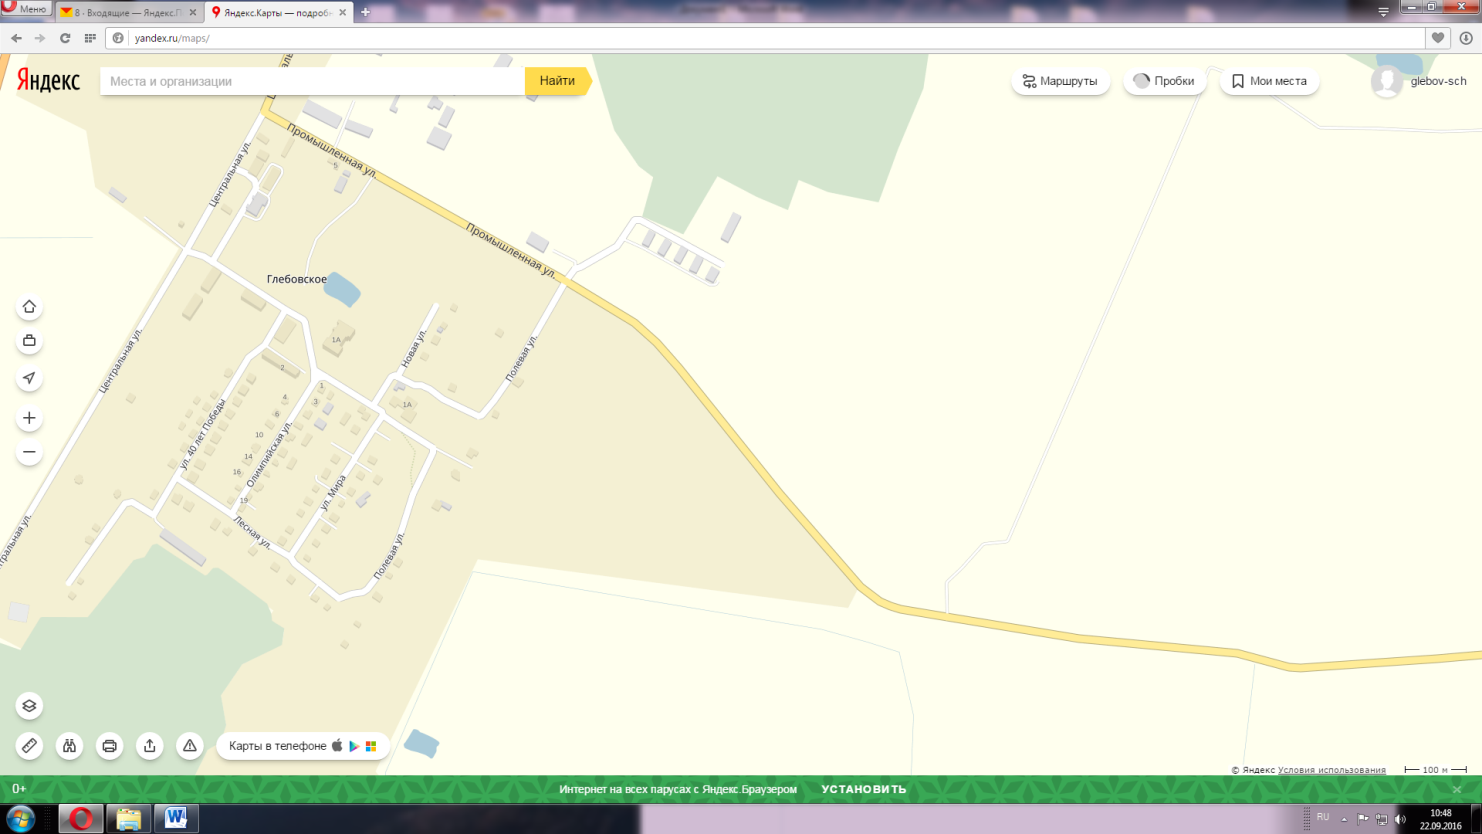 Меню
8 - Входящие — Яндекс.П
Яндекс.Карты — подробн
yandex.ru/maps/
Яндекс
Места и организации
Найти
Маршруты
Пробки
Мои места
glebov-sch
Центральная ул.
Промышленная ул.
5
Промышленная ул.
Глебовское
Центральная ул.
1А
Новая ул.
Полевая ул.
2
1
4
3
1А
6
ул. 40 лет Победы
10
Олимпийская ул.
14
16
ул. Мира
19
Лесная ул.
Полевая ул.
Карты в телефоне
© Яндекс Условия использования
100 м
0+
Интернет на всех парусах с Яндекс.Браузером
УСТАНОВИТЬ
RU
10:48
22.09.2016